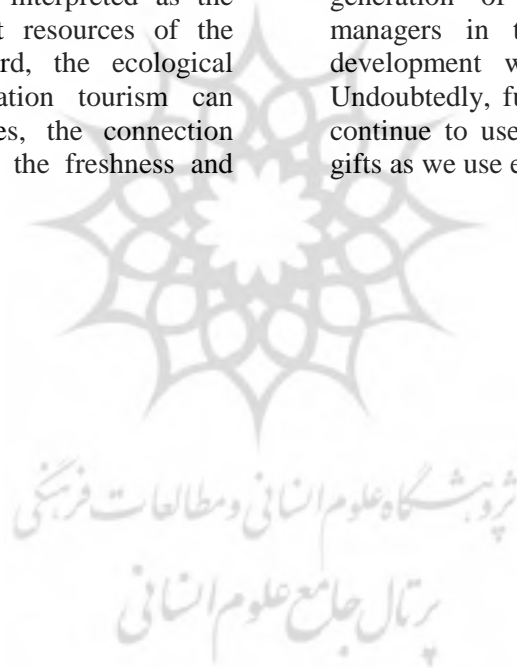 interpreted as the
t resources of the
rd, the ecological
ation tourism can
es, the connection
the freshness and
generation of
managers in t
development w
Undoubtedly, fu
continue to use
gifts as we use e
پژوهشگاه علوم انسانی و مطالعات فرهنگی
پرتال جامع علوم انسانی